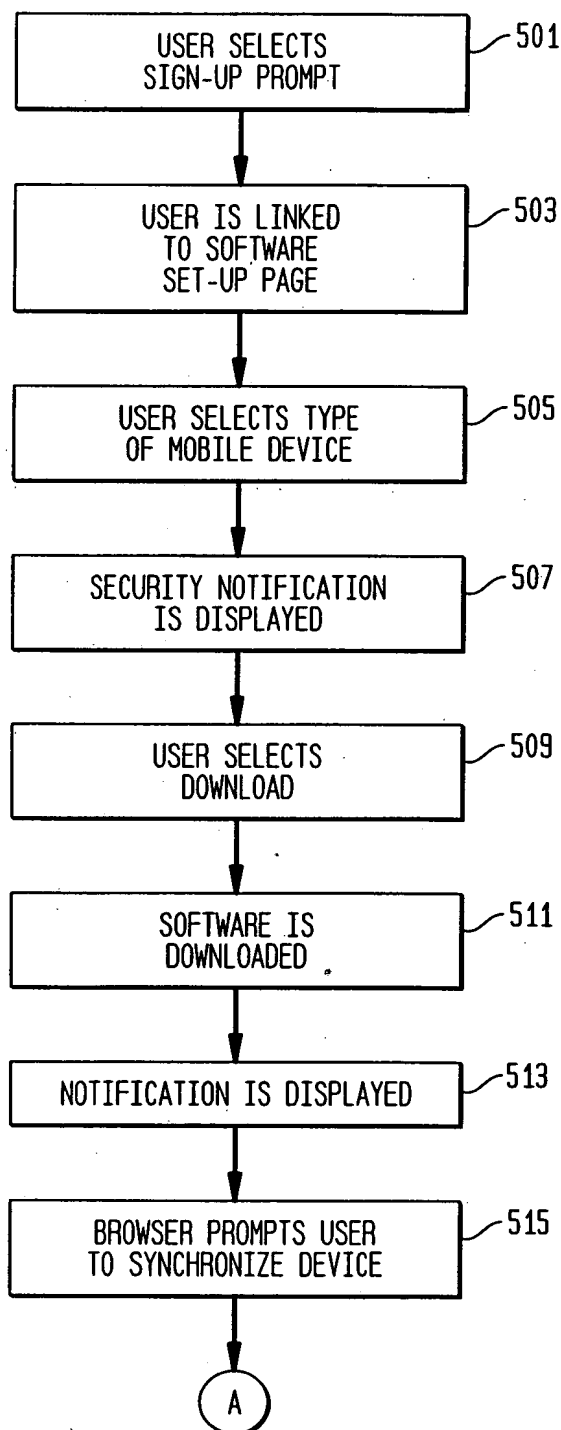 USER SELECTS
SIGN-UP PROMPT
501
USER IS LINKED
TO SOFTWARE
SET-UP PAGE
503
USER SELECTS TYPE
OF MOBILE DEVICE
505
SECURITY NOTIFICATION
IS DISPLAYED
507
USER SELECTS
DOWNLOAD
509
SOFTWARE IS
DOWNLOADED
511
NOTIFICATION IS DISPLAYED
513
BROWSER PROMPTS USER
TO SYNCHRONIZE DEVICE
515
A